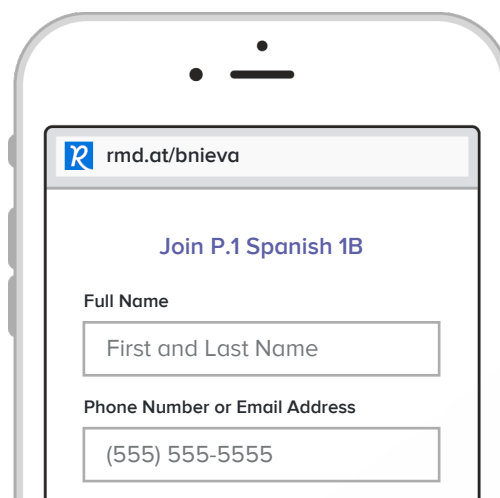 rmd.at/bnieva
Join P.1 Spanish 1B
Full Name
First and Last Name
Phone Number or Email Address
(555) 555-5555